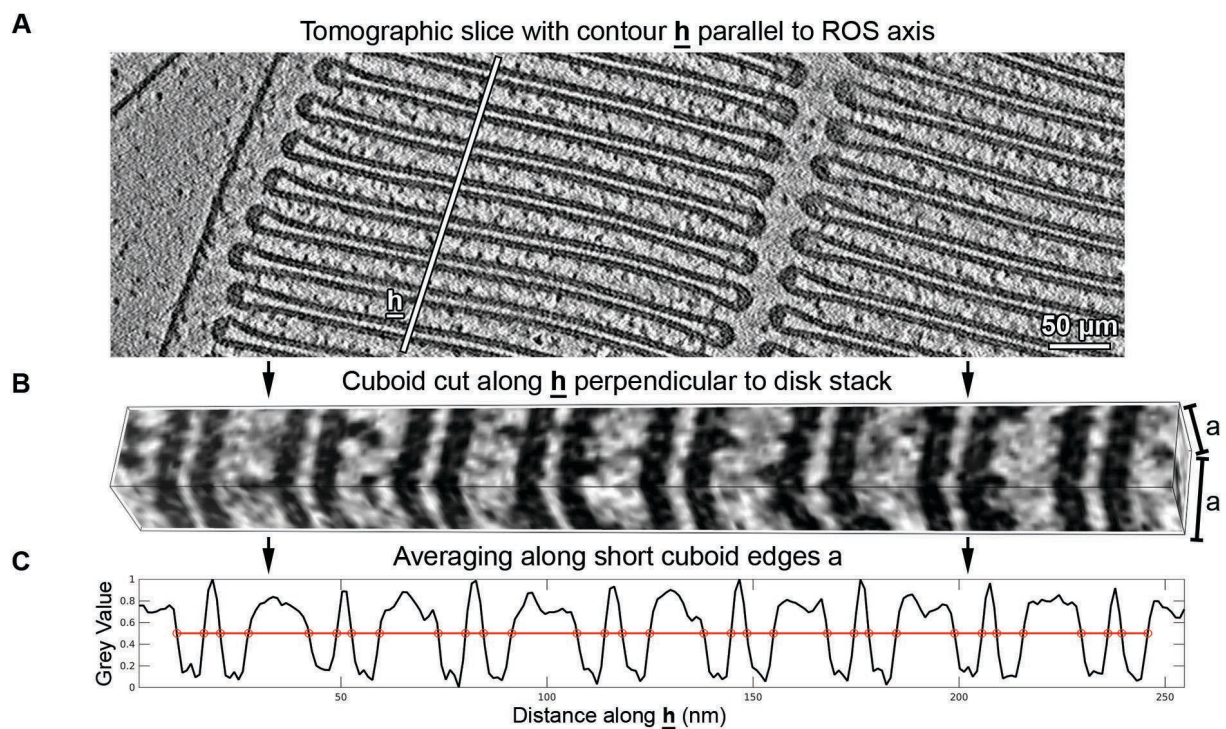 A
Tomographic slice with contour h parallel to ROS axis
h
50 µm
B
Cuboid cut along h perpendicular to disk stack
a
a
C
Averaging along short cuboid edges a
Grey Value
1
0.8
0.6
0.4
0.2
0
50
100
150
200
250
Distance along h (nm)